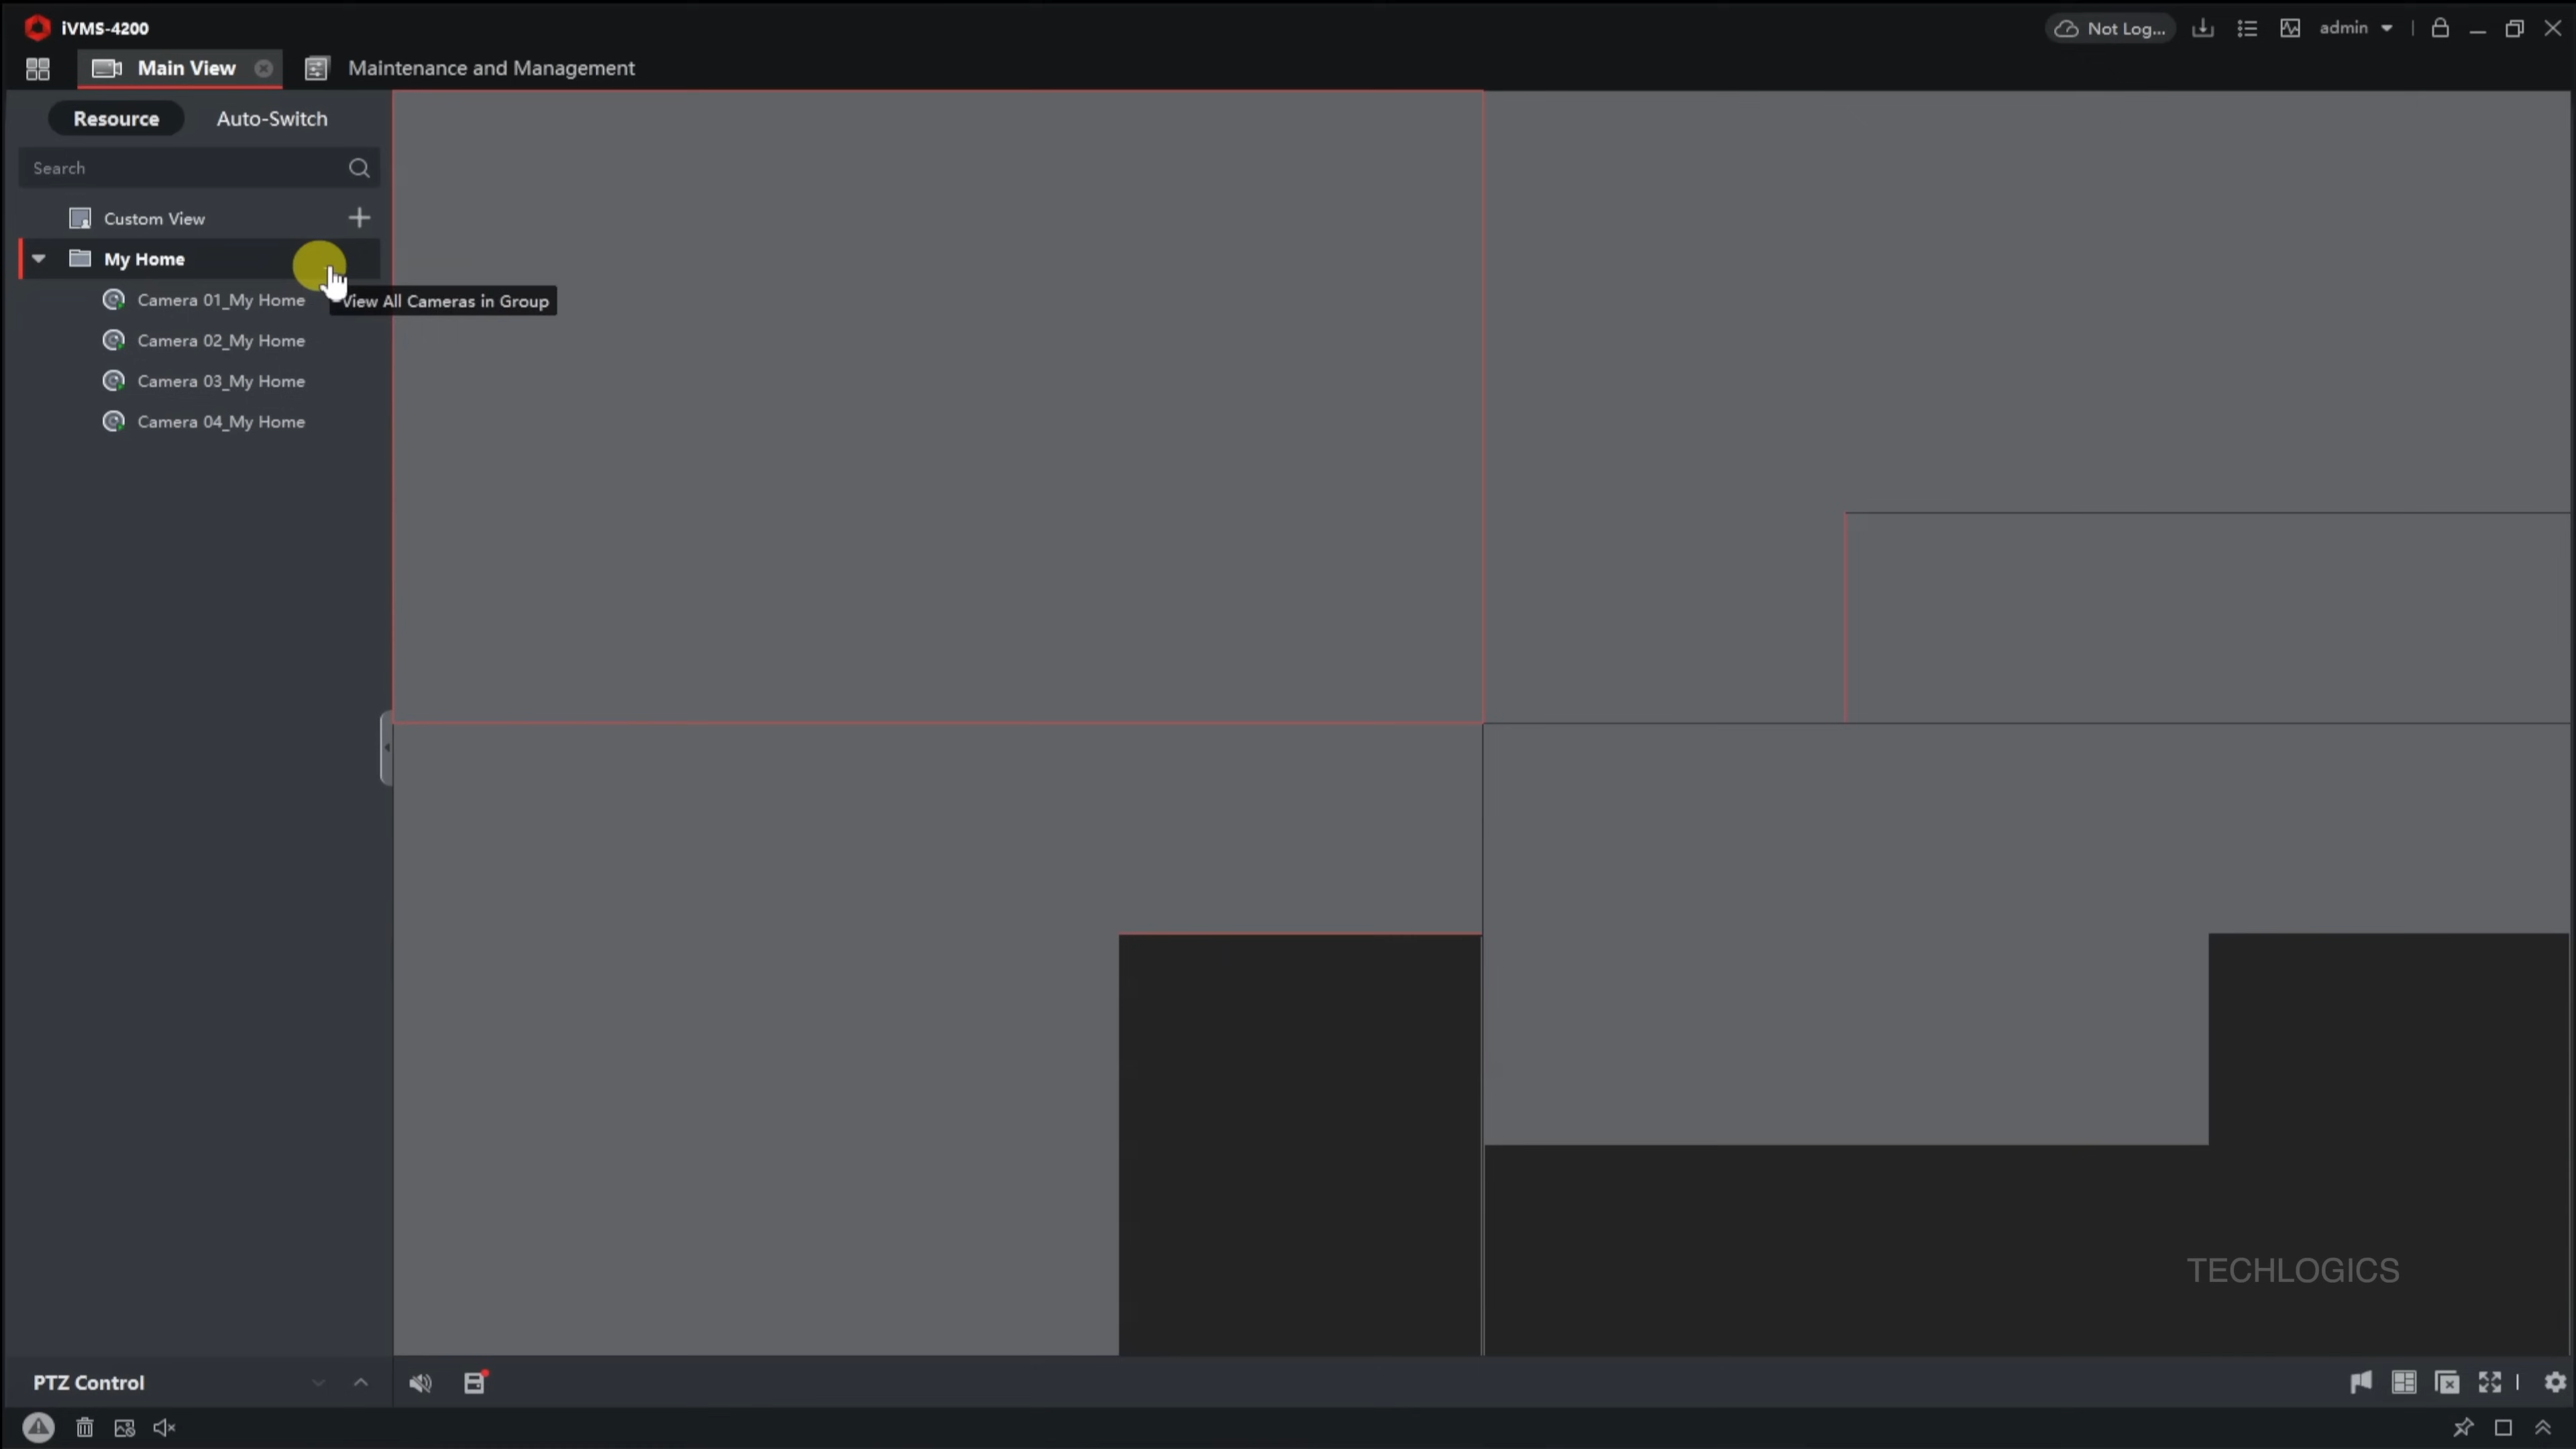 iVMS-4200
Not Log...
admin
Main View
Maintenance and Management
Resource
Auto-Switch
Search
Custom View
My Home
Camera 01_My Home
View All Cameras in Group
Camera 02_My Home
Camera 03_My Home
Camera 04_My Home
TECHLOGICS
PTZ Control